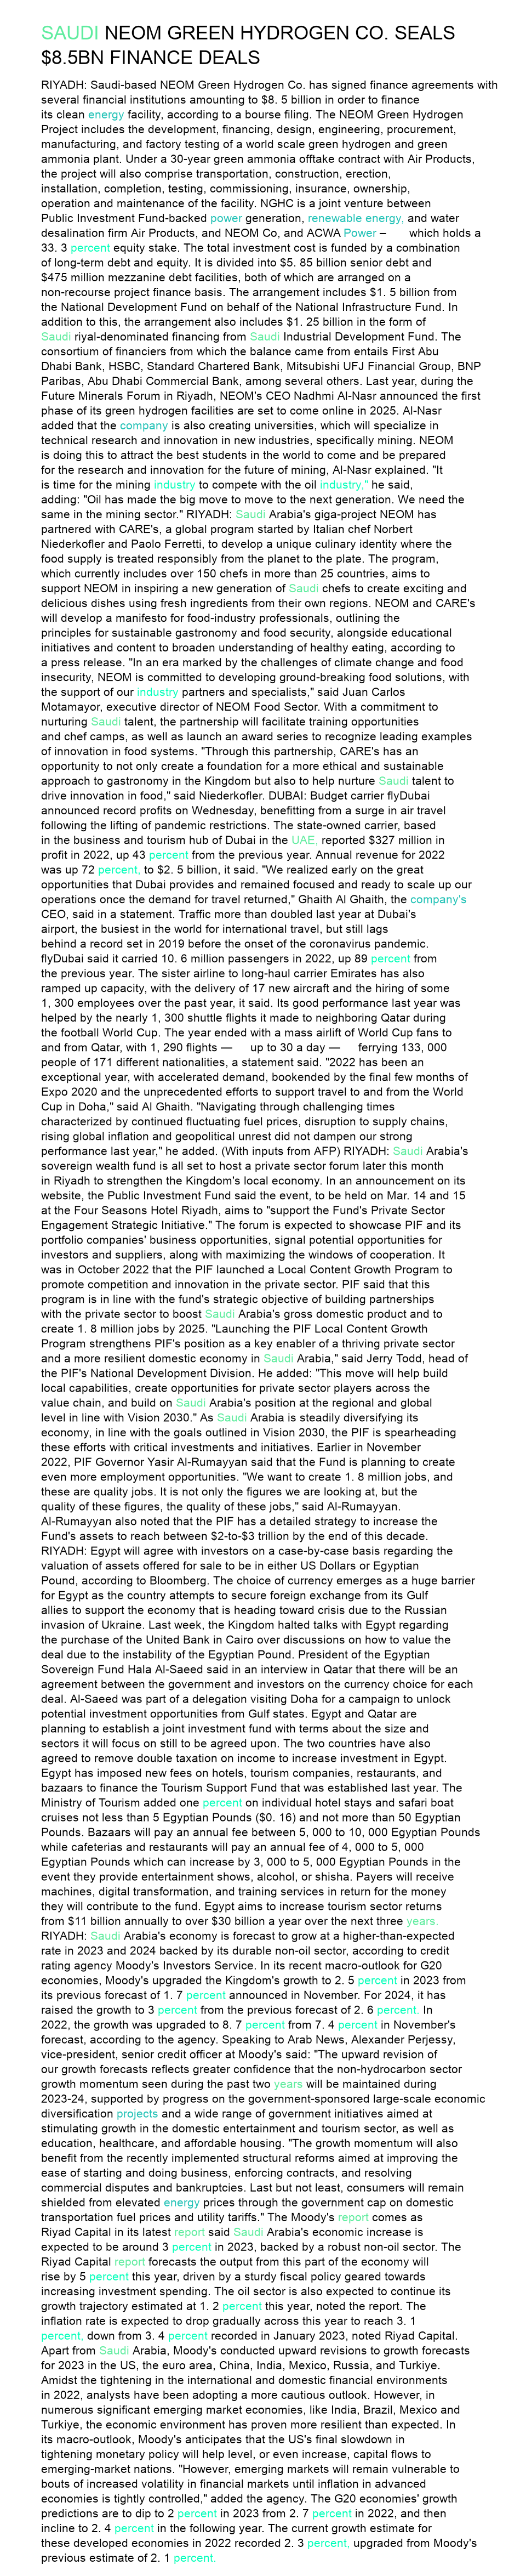 SAUDI NEOM GREEN HYDROGEN CO. SEALS
$8.5BN FINANCE DEALS
RIYADH: Saudi-based NEOM Green Hydrogen Co. has signed finance agreements with
several financial institutions amounting to $8. 5 billion in order to finance
its clean energy facility, according to a bourse filing. The NEOM Green Hydrogen
Project includes the development, financing, design, engineering, procurement,
manufacturing, and factory testing of a world scale green hydrogen and green
ammonia plant. Under a 30-year green ammonia offtake contract with Air Products,
the project will also comprise transportation, construction, erection,
installation, completion, testing, commissioning, insurance, ownership,
operation and maintenance of the facility. NGHC is a joint venture between
Public Investment Fund-backed power generation, renewable energy, and water
desalination firm Air Products, and NEOM Co, and ACWA Power – which holds a
33. 3 percent equity stake. The total investment cost is funded by a combination
of long-term debt and equity. It is divided into $5. 85 billion senior debt and
$475 million mezzanine debt facilities, both of which are arranged on a
non-recourse project finance basis. The arrangement includes $1. 5 billion from
the National Development Fund on behalf of the National Infrastructure Fund. In
addition to this, the arrangement also includes $1. 25 billion in the form of
Saudi riyal-denominated financing from Saudi Industrial Development Fund. The
consortium of financiers from which the balance came from entails First Abu
Dhabi Bank, HSBC, Standard Chartered Bank, Mitsubishi UFJ Financial Group, BNP
Paribas, Abu Dhabi Commercial Bank, among several others. Last year, during the
Future Minerals Forum in Riyadh, NEOM's CEO Nadhmi Al-Nasr announced the first
phase of its green hydrogen facilities are set to come online in 2025. Al-Nasr
added that the company is also creating universities, which will specialize in
technical research and innovation in new industries, specifically mining. NEOM
is doing this to attract the best students in the world to come and be prepared
for the research and innovation for the future of mining, Al-Nasr explained. "It
is time for the mining industry to compete with the oil industry," he said,
adding: "Oil has made the big move to move to the next generation. We need the
same in the mining sector." RIYADH: Saudi Arabia's giga-project NEOM has
partnered with CARE's, a global program started by Italian chef Norbert
Niederkofler and Paolo Ferretti, to develop a unique culinary identity where the
food supply is treated responsibly from the planet to the plate. The program,
which currently includes over 150 chefs in more than 25 countries, aims to
support NEOM in inspiring a new generation of Saudi chefs to create exciting and
delicious dishes using fresh ingredients from their own regions. NEOM and CARE's
will develop a manifesto for food-industry professionals, outlining the
principles for sustainable gastronomy and food security, alongside educational
initiatives and content to broaden understanding of healthy eating, according to
a press release. "In an era marked by the challenges of climate change and food
insecurity, NEOM is committed to developing ground-breaking food solutions, with
the support of our industry partners and specialists," said Juan Carlos
Motamayor, executive director of NEOM Food Sector. With a commitment to
nurturing Saudi talent, the partnership will facilitate training opportunities
and chef camps, as well as launch an award series to recognize leading examples
of innovation in food systems. "Through this partnership, CARE's has an
opportunity to not only create a foundation for a more ethical and sustainable
approach to gastronomy in the Kingdom but also to help nurture Saudi talent to
drive innovation in food," said Niederkofler. DUBAI: Budget carrier flyDubai
announced record profits on Wednesday, benefitting from a surge in air travel
following the lifting of pandemic restrictions. The state-owned carrier, based
in the business and tourism hub of Dubai in the UAE, reported $327 million in
profit in 2022, up 43 percent from the previous year. Annual revenue for 2022
was up 72 percent, to $2. 5 billion, it said. "We realized early on the great
opportunities that Dubai provides and remained focused and ready to scale up our
operations once the demand for travel returned," Ghaith Al Ghaith, the company's
CEO, said in a statement. Traffic more than doubled last year at Dubai's
airport, the busiest in the world for international travel, but still lags
behind a record set in 2019 before the onset of the coronavirus pandemic.
flyDubai said it carried 10. 6 million passengers in 2022, up 89 percent from
the previous year. The sister airline to long-haul carrier Emirates has also
ramped up capacity, with the delivery of 17 new aircraft and the hiring of some
1, 300 employees over the past year, it said. Its good performance last year was
helped by the nearly 1, 300 shuttle flights it made to neighboring Qatar during
the football World Cup. The year ended with a mass airlift of World Cup fans to
and from Qatar, with 1, 290 flights — up to 30 a day — ferrying 133, 000
people of 171 different nationalities, a statement said. "2022 has been an
exceptional year, with accelerated demand, bookended by the final few months of
Expo 2020 and the unprecedented efforts to support travel to and from the World
Cup in Doha," said Al Ghaith. "Navigating through challenging times
characterized by continued fluctuating fuel prices, disruption to supply chains,
rising global inflation and geopolitical unrest did not dampen our strong
performance last year," he added. (With inputs from AFP) RIYADH: Saudi Arabia's
sovereign wealth fund is all set to host a private sector forum later this month
in Riyadh to strengthen the Kingdom's local economy. In an announcement on its
website, the Public Investment Fund said the event, to be held on Mar. 14 and 15
at the Four Seasons Hotel Riyadh, aims to "support the Fund's Private Sector
Engagement Strategic Initiative." The forum is expected to showcase PIF and its
portfolio companies' business opportunities, signal potential opportunities for
investors and suppliers, along with maximizing the windows of cooperation. It
was in October 2022 that the PIF launched a Local Content Growth Program to
promote competition and innovation in the private sector. PIF said that this
program is in line with the fund's strategic objective of building partnerships
with the private sector to boost Saudi Arabia's gross domestic product and to
create 1. 8 million jobs by 2025. "Launching the PIF Local Content Growth
Program strengthens PIF's position as a key enabler of a thriving private sector
and a more resilient domestic economy in Saudi Arabia," said Jerry Todd, head of
the PIF's National Development Division. He added: "This move will help build
local capabilities, create opportunities for private sector players across the
value chain, and build on Saudi Arabia's position at the regional and global
level in line with Vision 2030." As Saudi Arabia is steadily diversifying its
economy, in line with the goals outlined in Vision 2030, the PIF is spearheading
these efforts with critical investments and initiatives. Earlier in November
2022, PIF Governor Yasir Al-Rumayyan said that the Fund is planning to create
even more employment opportunities. "We want to create 1. 8 million jobs, and
these are quality jobs. It is not only the figures we are looking at, but the
quality of these figures, the quality of these jobs," said Al-Rumayyan.
Al-Rumayyan also noted that the PIF has a detailed strategy to increase the
Fund's assets to reach between $2-to-$3 trillion by the end of this decade.
RIYADH: Egypt will agree with investors on a case-by-case basis regarding the
valuation of assets offered for sale to be in either US Dollars or Egyptian
Pound, according to Bloomberg. The choice of currency emerges as a huge barrier
for Egypt as the country attempts to secure foreign exchange from its Gulf
allies to support the economy that is heading toward crisis due to the Russian
invasion of Ukraine. Last week, the Kingdom halted talks with Egypt regarding
the purchase of the United Bank in Cairo over discussions on how to value the
deal due to the instability of the Egyptian Pound. President of the Egyptian
Sovereign Fund Hala Al-Saeed said in an interview in Qatar that there will be an
agreement between the government and investors on the currency choice for each
deal. Al-Saeed was part of a delegation visiting Doha for a campaign to unlock
potential investment opportunities from Gulf states. Egypt and Qatar are
planning to establish a joint investment fund with terms about the size and
sectors it will focus on still to be agreed upon. The two countries have also
agreed to remove double taxation on income to increase investment in Egypt.
Egypt has imposed new fees on hotels, tourism companies, restaurants, and
bazaars to finance the Tourism Support Fund that was established last year. The
Ministry of Tourism added one percent on individual hotel stays and safari boat
cruises not less than 5 Egyptian Pounds ($0. 16) and not more than 50 Egyptian
Pounds. Bazaars will pay an annual fee between 5, 000 to 10, 000 Egyptian Pounds
while cafeterias and restaurants will pay an annual fee of 4, 000 to 5, 000
Egyptian Pounds which can increase by 3, 000 to 5, 000 Egyptian Pounds in the
event they provide entertainment shows, alcohol, or shisha. Payers will receive
machines, digital transformation, and training services in return for the money
they will contribute to the fund. Egypt aims to increase tourism sector returns
from $11 billion annually to over $30 billion a year over the next three years.
RIYADH: Saudi Arabia's economy is forecast to grow at a higher-than-expected
rate in 2023 and 2024 backed by its durable non-oil sector, according to credit
rating agency Moody's Investors Service. In its recent macro-outlook for G20
economies, Moody's upgraded the Kingdom's growth to 2. 5 percent in 2023 from
its previous forecast of 1. 7 percent announced in November. For 2024, it has
raised the growth to 3 percent from the previous forecast of 2. 6 percent. In
2022, the growth was upgraded to 8. 7 percent from 7. 4 percent in November's
forecast, according to the agency. Speaking to Arab News, Alexander Perjessy,
vice-president, senior credit officer at Moody's said: "The upward revision of
our growth forecasts reflects greater confidence that the non-hydrocarbon sector
growth momentum seen during the past two years will be maintained during
2023-24, supported by progress on the government-sponsored large-scale economic
diversification projects and a wide range of government initiatives aimed at
stimulating growth in the domestic entertainment and tourism sector, as well as
education, healthcare, and affordable housing. "The growth momentum will also
benefit from the recently implemented structural reforms aimed at improving the
ease of starting and doing business, enforcing contracts, and resolving
commercial disputes and bankruptcies. Last but not least, consumers will remain
shielded from elevated energy prices through the government cap on domestic
transportation fuel prices and utility tariffs." The Moody's report comes as
Riyad Capital in its latest report said Saudi Arabia's economic increase is
expected to be around 3 percent in 2023, backed by a robust non-oil sector. The
Riyad Capital report forecasts the output from this part of the economy will
rise by 5 percent this year, driven by a sturdy fiscal policy geared towards
increasing investment spending. The oil sector is also expected to continue its
growth trajectory estimated at 1. 2 percent this year, noted the report. The
inflation rate is expected to drop gradually across this year to reach 3. 1
percent, down from 3. 4 percent recorded in January 2023, noted Riyad Capital.
Apart from Saudi Arabia, Moody's conducted upward revisions to growth forecasts
for 2023 in the US, the euro area, China, India, Mexico, Russia, and Turkiye.
Amidst the tightening in the international and domestic financial environments
in 2022, analysts have been adopting a more cautious outlook. However, in
numerous significant emerging market economies, like India, Brazil, Mexico and
Turkiye, the economic environment has proven more resilient than expected. In
its macro-outlook, Moody's anticipates that the US's final slowdown in
tightening monetary policy will help level, or even increase, capital flows to
emerging-market nations. "However, emerging markets will remain vulnerable to
bouts of increased volatility in financial markets until inflation in advanced
economies is tightly controlled," added the agency. The G20 economies' growth
predictions are to dip to 2 percent in 2023 from 2. 7 percent in 2022, and then
incline to 2. 4 percent in the following year. The current growth estimate for
these developed economies in 2022 recorded 2. 3 percent, upgraded from Moody's
previous estimate of 2. 1 percent.